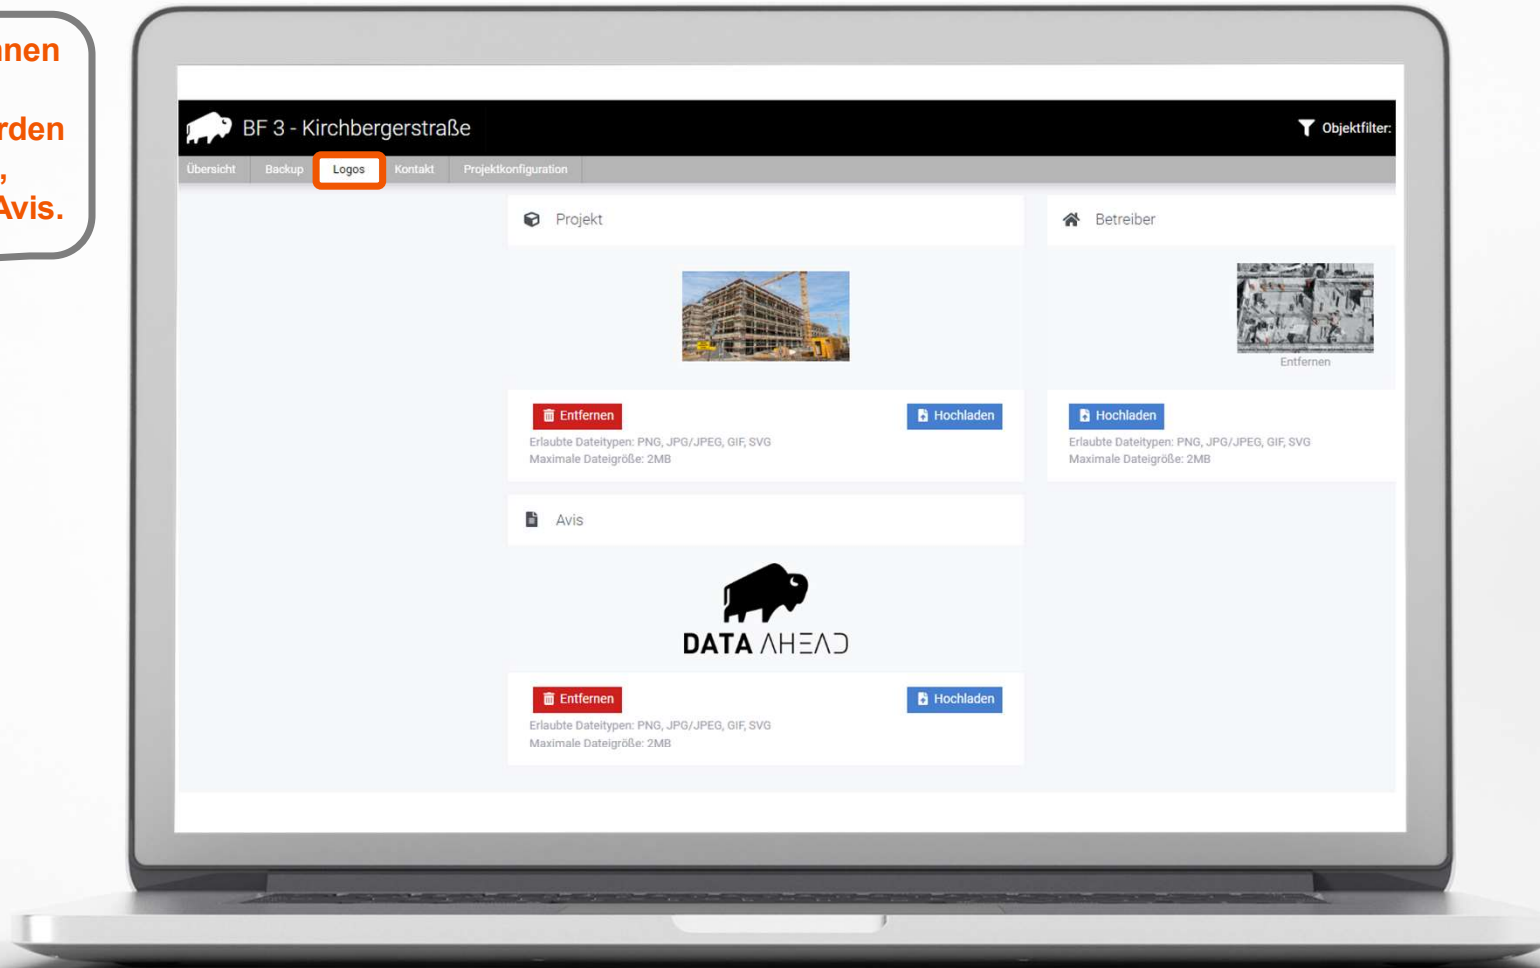 rden
,
Avis.
BF 3 - Kirchbergerstraße
Objektfilter:
Übersicht Backup Logos Kontakt Projektkonfiguration
Projekt
Entfernen Hochladen
Erlaubte Dateitypen: PNG, JPG/JPEG, GIF, SVG
Maximale Dateigröße: 2MB
Betreiber
Entfernen
Hochladen
Erlaubte Dateitypen: PNG, JPG/JPEG, GIF, SVG
Maximale Dateigröße: 2MB
Avis
DATA AHEAD
Entfernen Hochladen
Erlaubte Dateitypen: PNG, JPG/JPEG, GIF, SVG
Maximale Dateigröße: 2MB